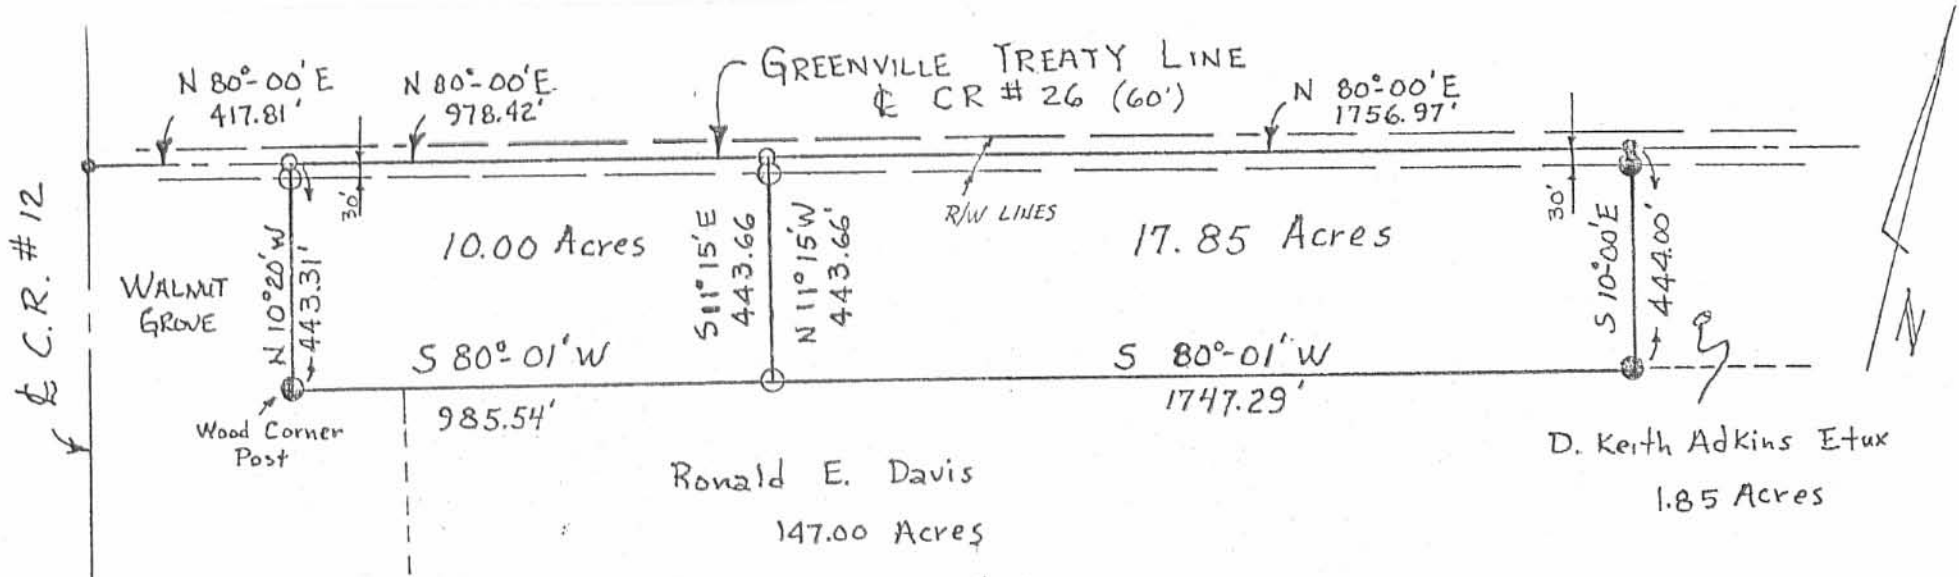 N 80°-00'E
417.81'
N 80°-00'E.
978.42'
GREENVILLE TREATY LINE
℄ CR # 26 (60')
N 80°-00'E
1756.97'
℄ C.R. # 12
30'
R/W LINES
30'
WALNUT
GROVE
N 10°20'W
443.31'
10.00 Acres
S 11°15'E
443.66
N 11°15'W
443.66'
17.85 Acres
S 10°-00'E
444.00'
N
S 80°-01'W
985.54'
S 80°-01'W
1747.29'
Wood Corner
Post
Ronald E. Davis
147.00 Acres
D. Keith Adkins Etux
1.85 Acres